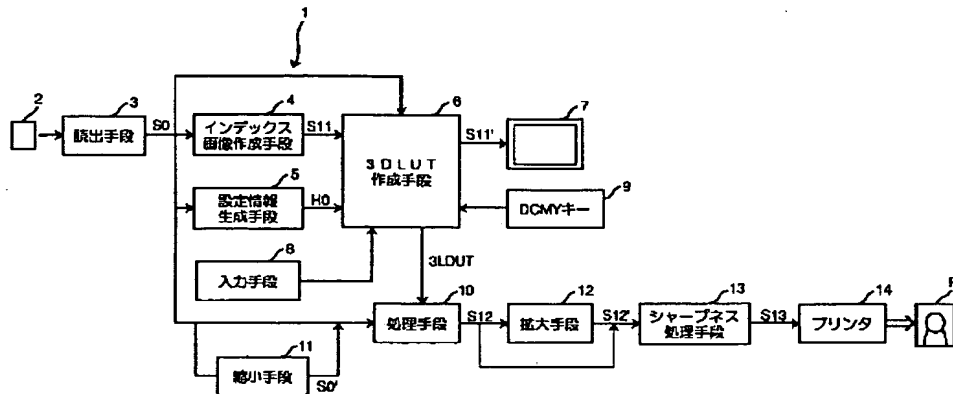 1
2
3
読出手段
S0
4
インデックス
画像作成手段
S11
5
設定情報
生成手段
H0
6
3DLUT
作成手段
S11'
7
8
入力手段
9
DCMYキー
3LDUT
10
処理手段
S12
11
縮小手段
S0'
12
拡大手段
S12'
13
シャープネス
処理手段
S13
14
プリンタ
P